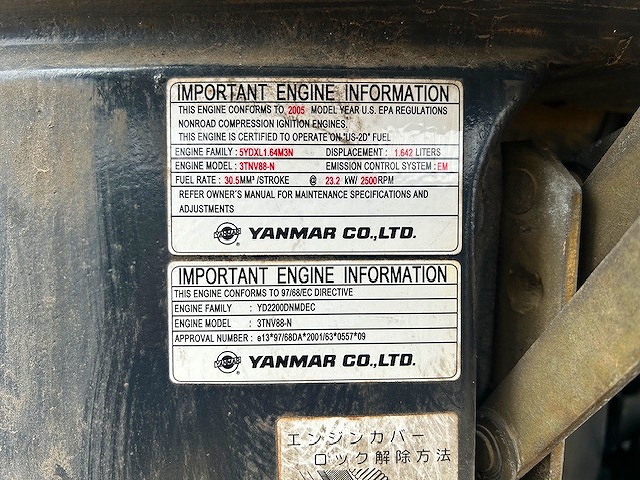 IMPORTANT ENGINE INFORMATION
THIS ENGINE CONFORMS TO 2005 MODEL YEAR U.S. EPA REGULATIONS
NONROAD COMPRESSION IGNITION ENGINES.
THIS ENGINE IS CERTIFIED TO OPERATE ON "US-2D" FUEL
ENGINE FAMILY : 5YDXL1.64M3N DISPLACEMENT : 1.642 LITERS
ENGINE MODEL : 3TNV88-N EMISSION CONTROL SYSTEM : EM
FUEL RATE : 30.5MM³ /STROKE @ 23.2 kW/ 2500RPM
REFER OWNER'S MANUAL FOR MAINTENANCE SPECIFICATIONS AND
ADJUSTMENTS
YANMAR CO.,LTD.
IMPORTANT ENGINE INFORMATION
THIS ENGINE CONFORMS TO 97/68/EC DIRECTIVE
ENGINE FAMILY : YD2200DNMDEC
ENGINE MODEL : 3TNV88-N
APPROVAL NUMBER : e13*97/68DA*2001/63*0557*09
YANMAR CO.,LTD.
エンジンカバー
ロック解除方法